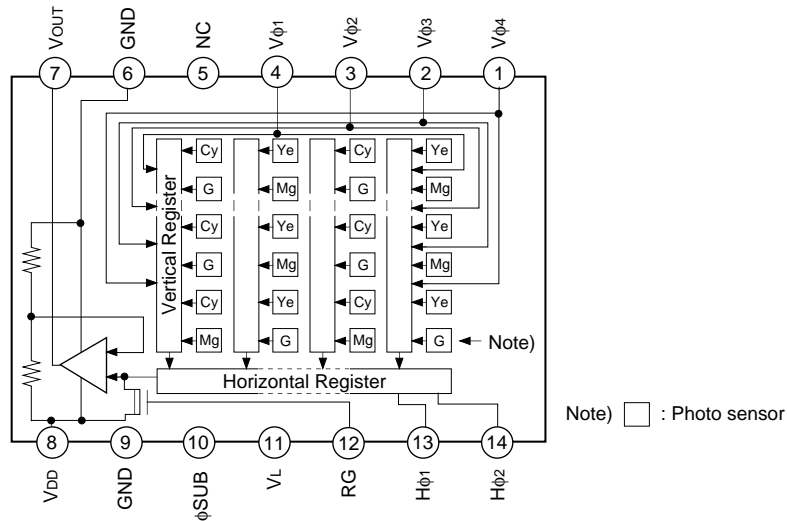 VOUT GND NC Vϕ1 Vϕ2 Vϕ3 Vϕ4
7 6 5 4 3 2 1
Cy Ye Cy Ye
G Mg G Mg
Cy Ye Cy Ye
G Mg G Mg
Cy Ye Cy Ye
Mg G Mg G
Vertical Register
Note)
Horizontal Register
Note) : Photo sensor
8 9 10 11 12 13 14
VDD GND ϕSUB VL RG Hϕ1 Hϕ2